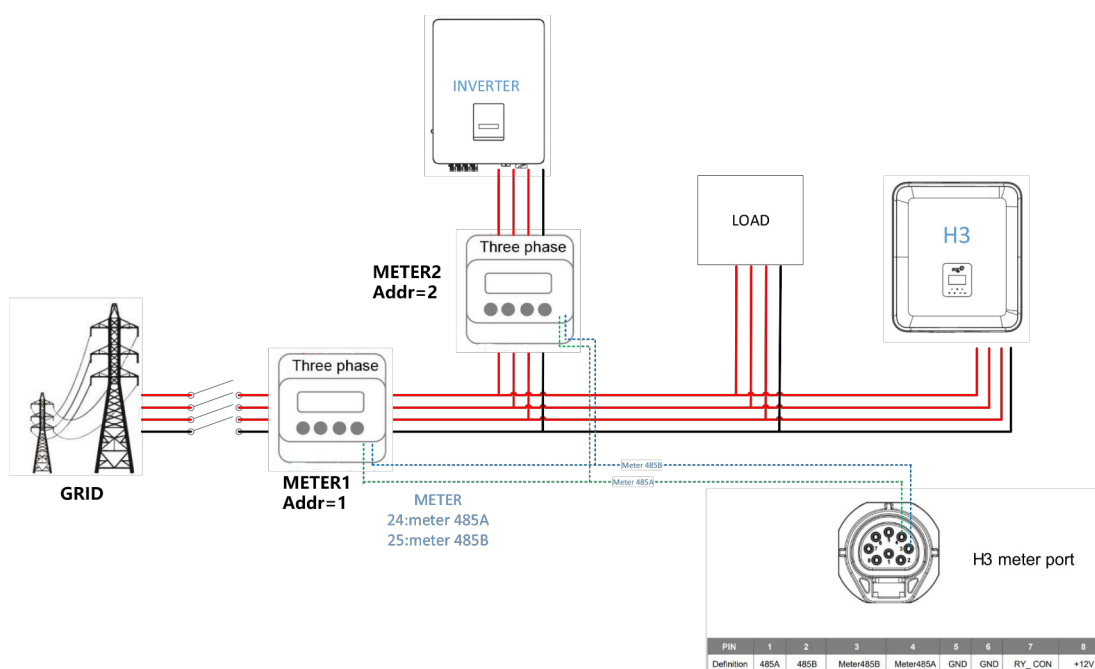 INVERTER
Three phase
METER2
Addr=2
LOAD
H3
Three phase
METER1
Addr=1
GRID
Meter 485B
Meter 485A
METER
24:meter 485A
25:meter 485B
H3 meter port
PIN 1 2 3 4 5 6 7 8
Definition 485A 485B Meter485B Meter485A GND GND RY_CON +12V